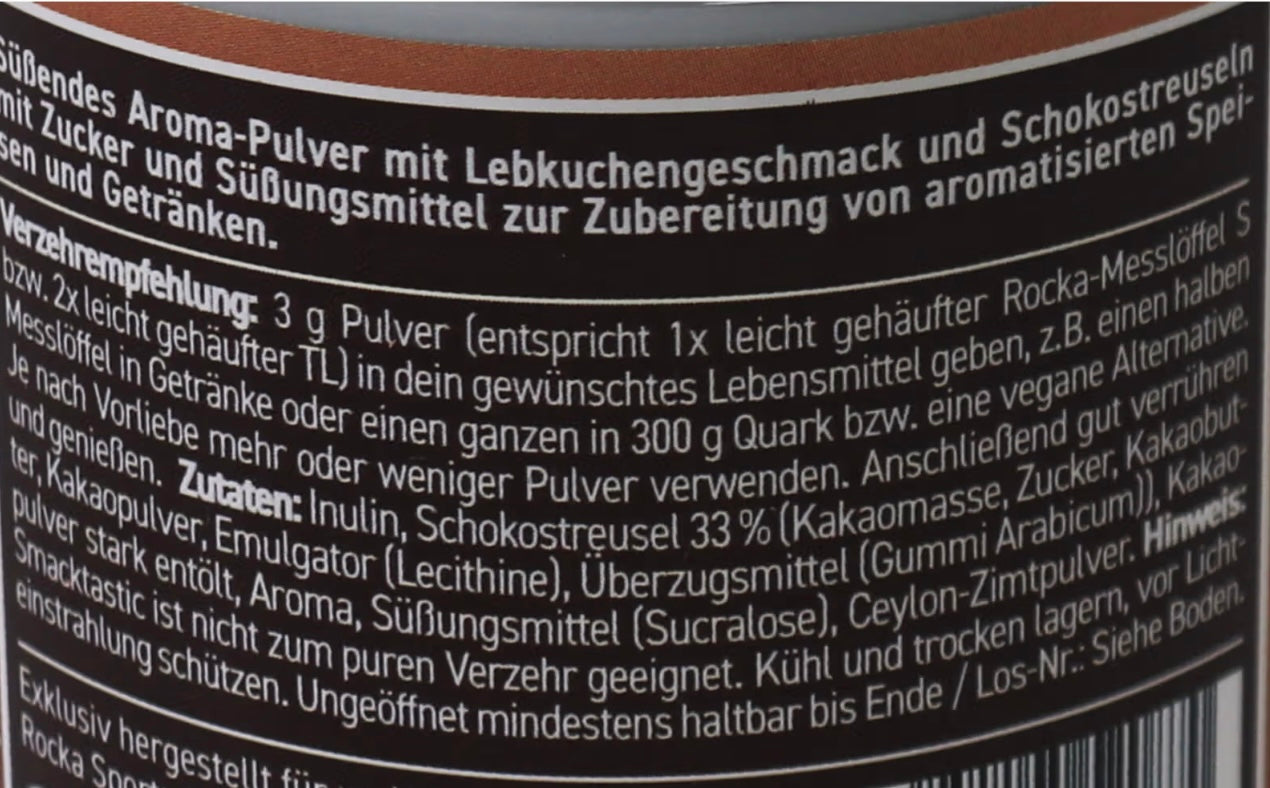 Süßendes Aroma-Pulver mit Lebkuchengeschmack und Schokostreuseln
mit Zucker und Süßungsmittel zur Zubereitung von aromatisierten Spei-
sen und Getränken.
Verzehrempfehlung: 3 g Pulver (entspricht 1x leicht gehäufter Rocka-Messlöffel S
bzw. 2x leicht gehäufter TL) in dein gewünschtes Lebensmittel geben, z.B. einen halben
Messlöffel in Getränke oder einen ganzen in 300 g Quark bzw. eine vegane Alternative.
Je nach Vorliebe mehr oder weniger Pulver verwenden. Anschließend gut verrühren
und genießen. Zutaten: Inulin, Schokostreusel 33 % (Kakaomasse, Zucker, Kakaobut-
ter, Kakaopulver, Emulgator (Lecithine), Überzugsmittel (Gummi Arabicum)), Kakao-
pulver stark entölt, Aroma, Süßungsmittel (Sucralose), Ceylon-Zimtpulver. Hinweis:
Smacktastic ist nicht zum puren Verzehr geeignet. Kühl und trocken lagern, vor Licht-
einstrahlung schützen. Ungeöffnet mindestens haltbar bis Ende / Los-Nr.: Siehe Boden.
Exklusiv hergestellt für
Rocka Sport